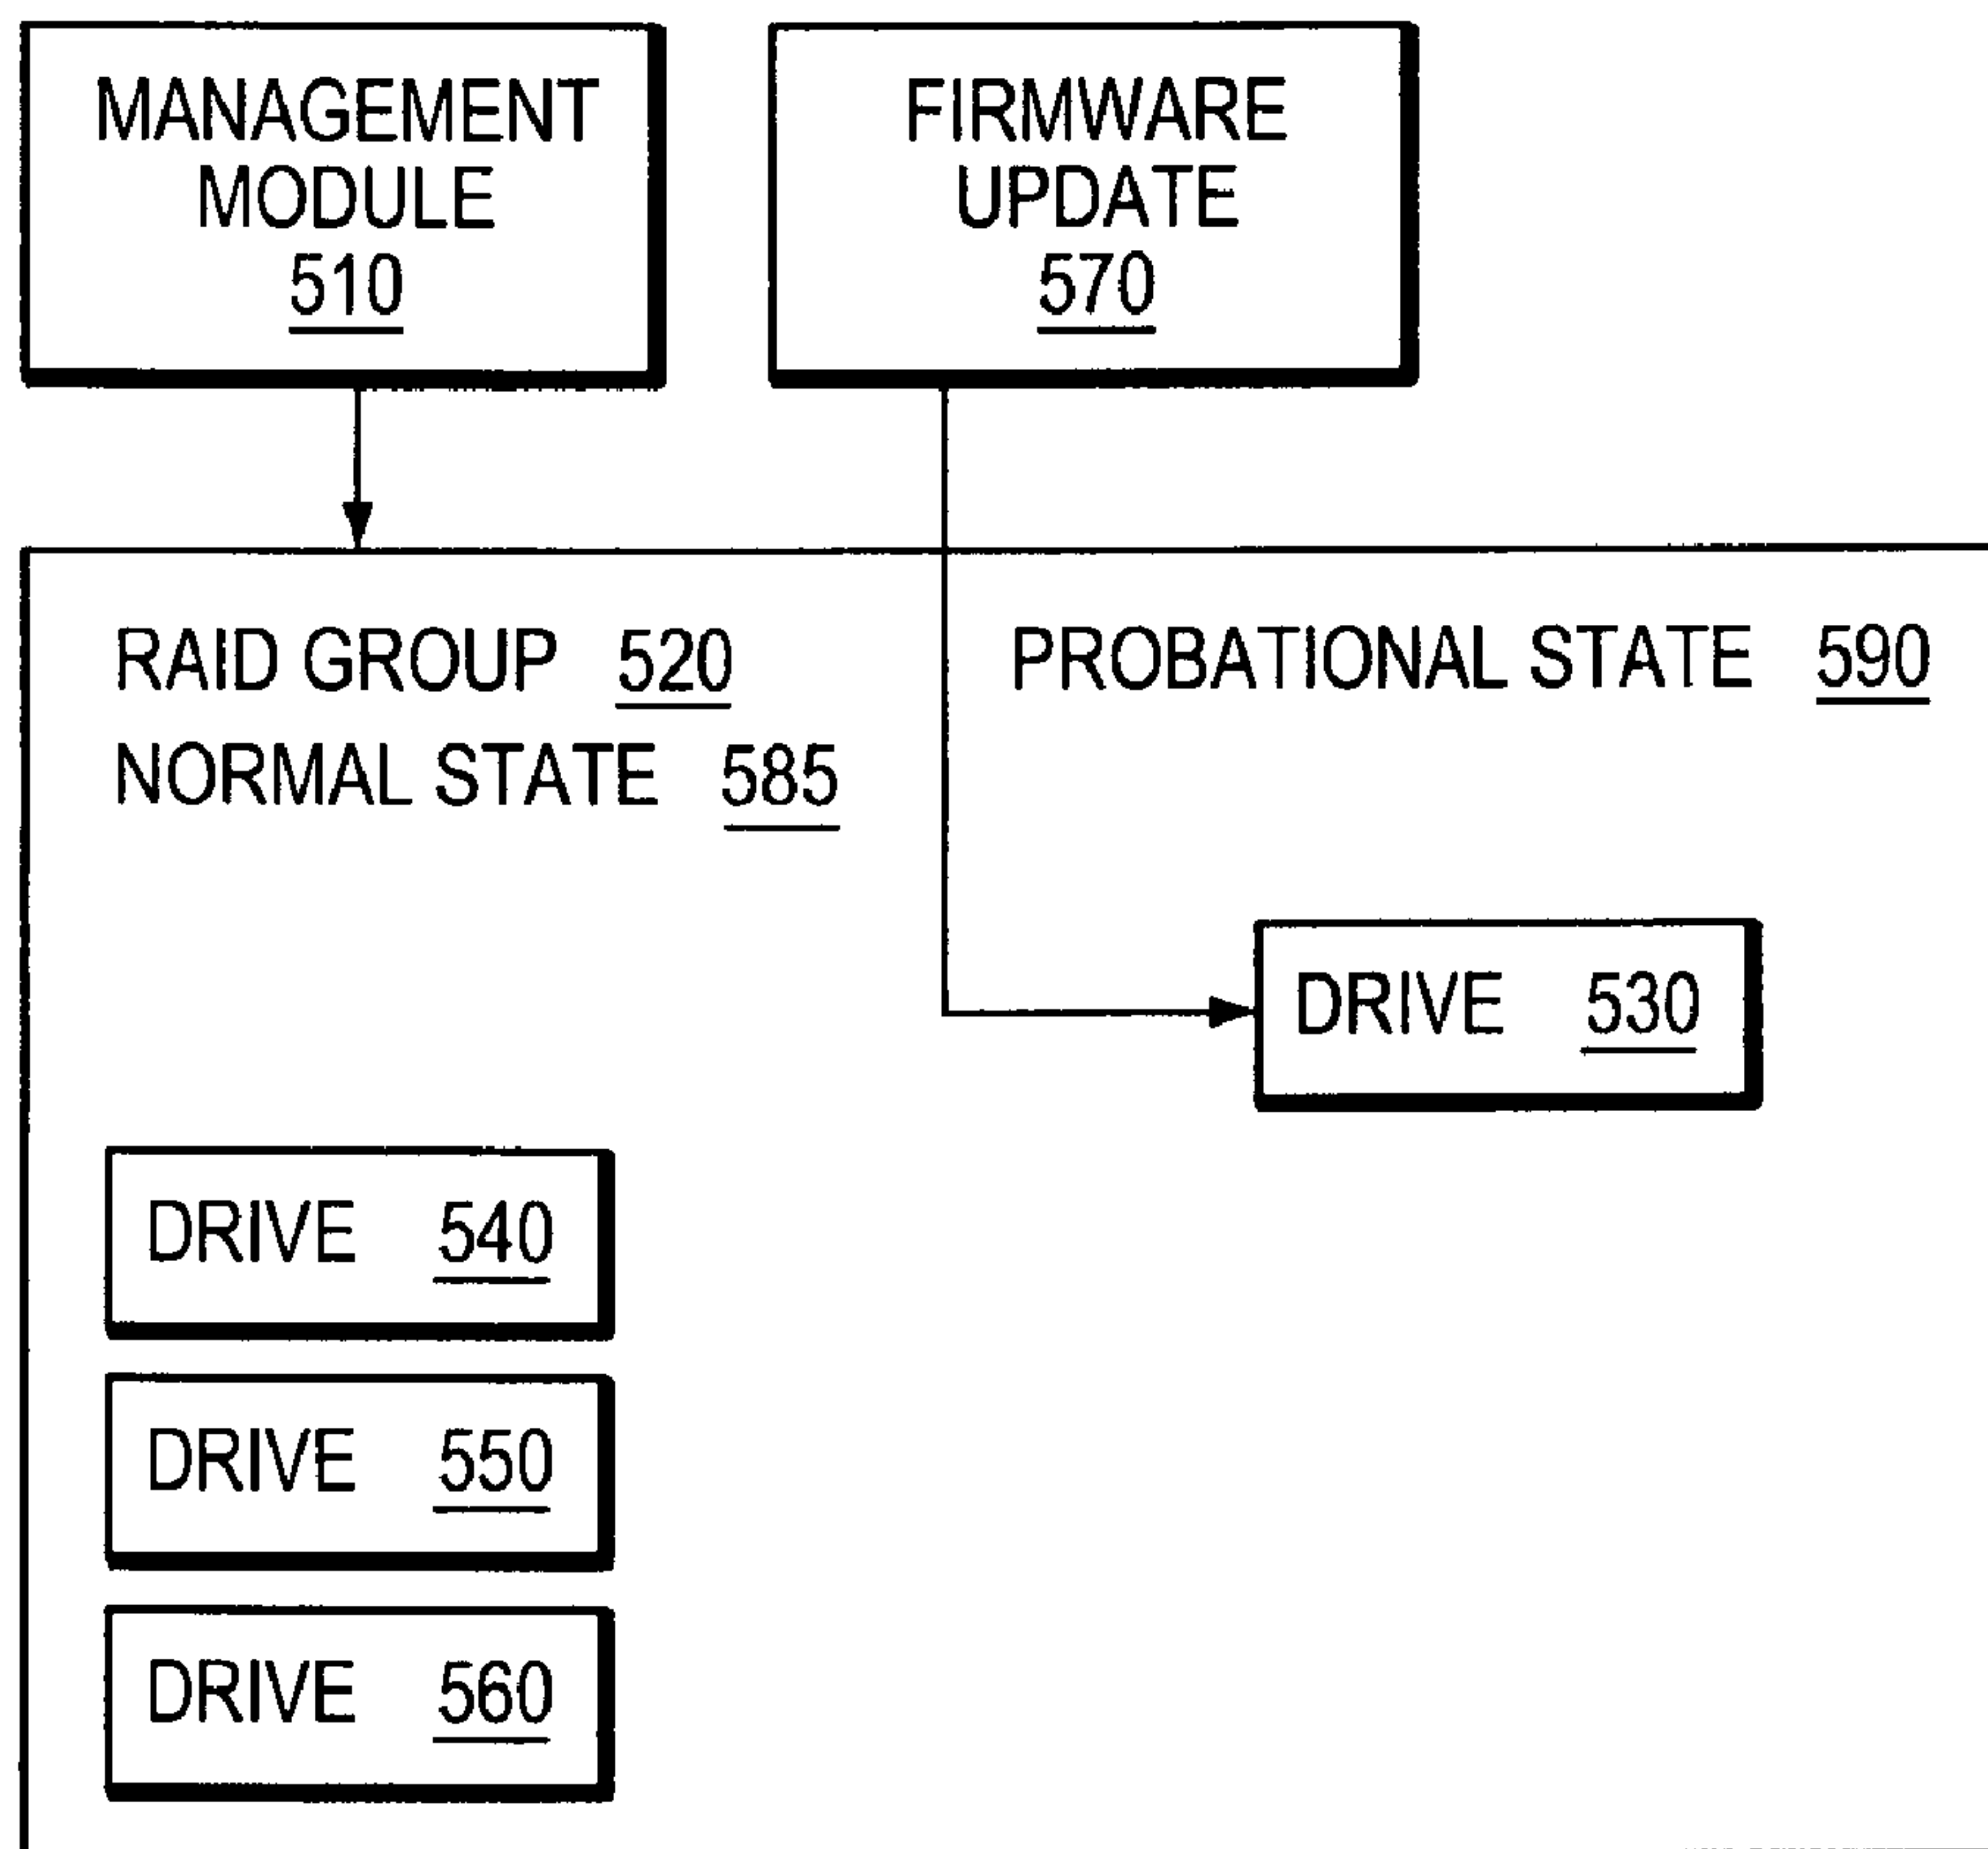 MANAGEMENT
MODULE
510
FIRMWARE
UPDATE
570
RAID GROUP 520
NORMAL STATE 585
PROBATIONAL STATE 590
DRIVE 530
DRIVE 540
DRIVE 550
DRIVE 560